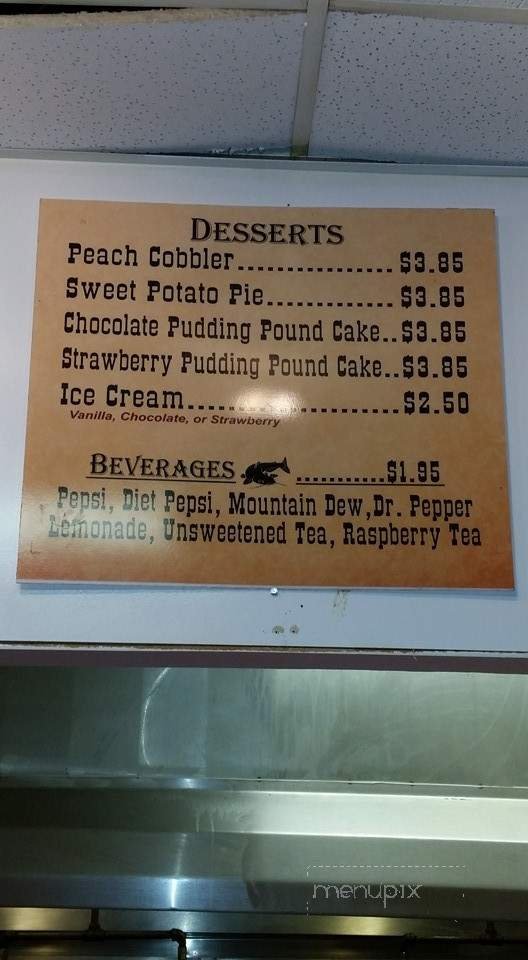 DESSERTS
Peach Cobbler................ $3.85
Sweet Potato Pie............. $3.85
Chocolate Pudding Pound Cake..$3.85
Strawberry Pudding Pound Cake..$3.85
Ice Cream......................$2.50
Vanilla, Chocolate, or Strawberry
BEVERAGES ...........$1.95
Pepsi, Diet Pepsi, Mountain Dew,Dr. Pepper
Lemonade, Unsweetened Tea, Raspberry Tea
menupix